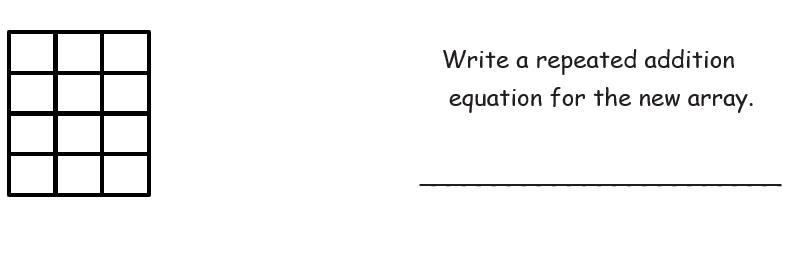 Write a repeated addition
equation for the new array.